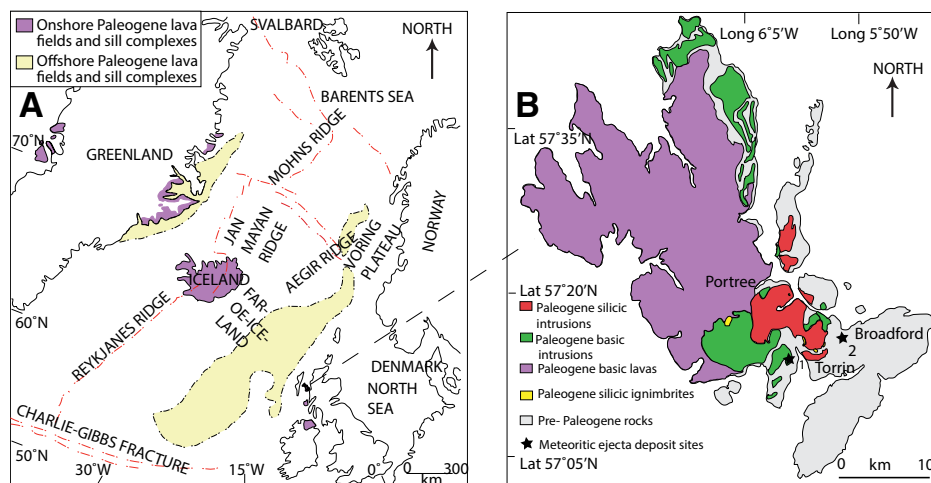 Onshore Paleogene lava
fields and sill complexes
Offshore Paleogene lava
fields and sill complexes
A
SVALBARD
NORTH
BARENTS SEA
70°N
GREENLAND
MOHNS RIDGE
JAN
MAYAN
RIDGE
AEGIR RIDGE
VORING
PLATEAU
NORWAY
ICELAND
FAR-
OE-ICE-
LAND
REYKJANES RIDGE
60°N
DENMARK
NORTH
SEA
CHARLIE-GIBBS FRACTURE
50°N
30°W
15°W
0°
0
300
km
B
Long 6°5'W
Long 5°50'W
NORTH
Lat 57°35'N
Portree
Lat 57°20'N
Broadford
1
2
Torrin
Paleogene silicic
intrusions
Paleogene basic
intrusions
Paleogene basic lavas
Paleogene silicic ignimbrites
Pre- Paleogene rocks
Meteoritic ejecta deposit sites
Lat 57°05'N
0 km 10